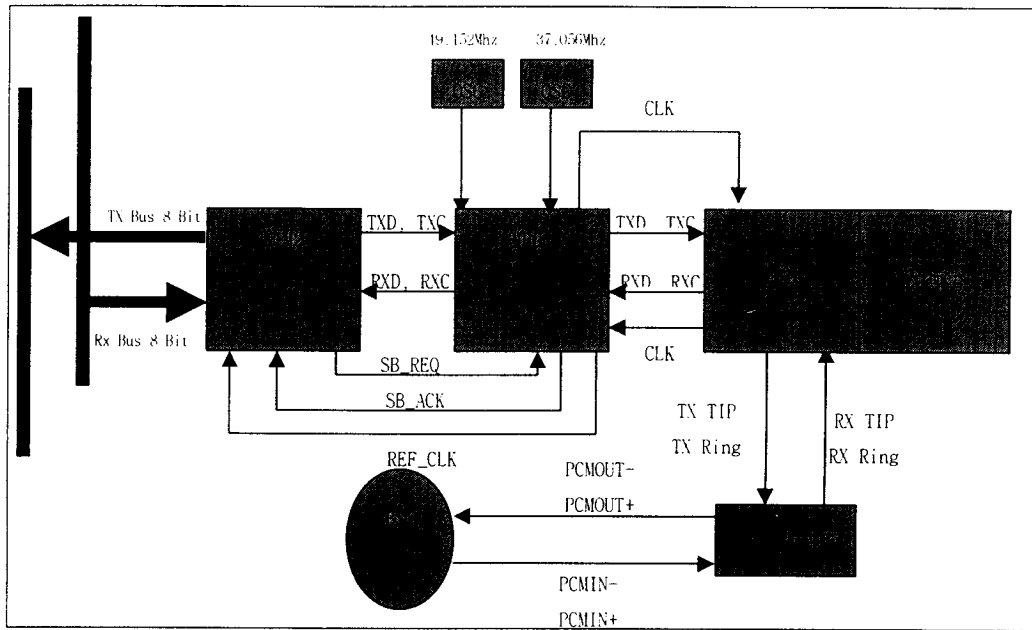 19.152Mhz
37.056Mhz
CLK
TX Bus 8 Bit
TXD, TXC
TXD, TXC
RXD, RXC
RXD, RXC
Rx Bus 8 Bit
CLK
SB_REQ
SB_ACK
TX TIP
RX TIP
TX Ring
RX Ring
REF_CLK
PCMOUT-
PCMOUT+
PCMIN-
PCMIN+